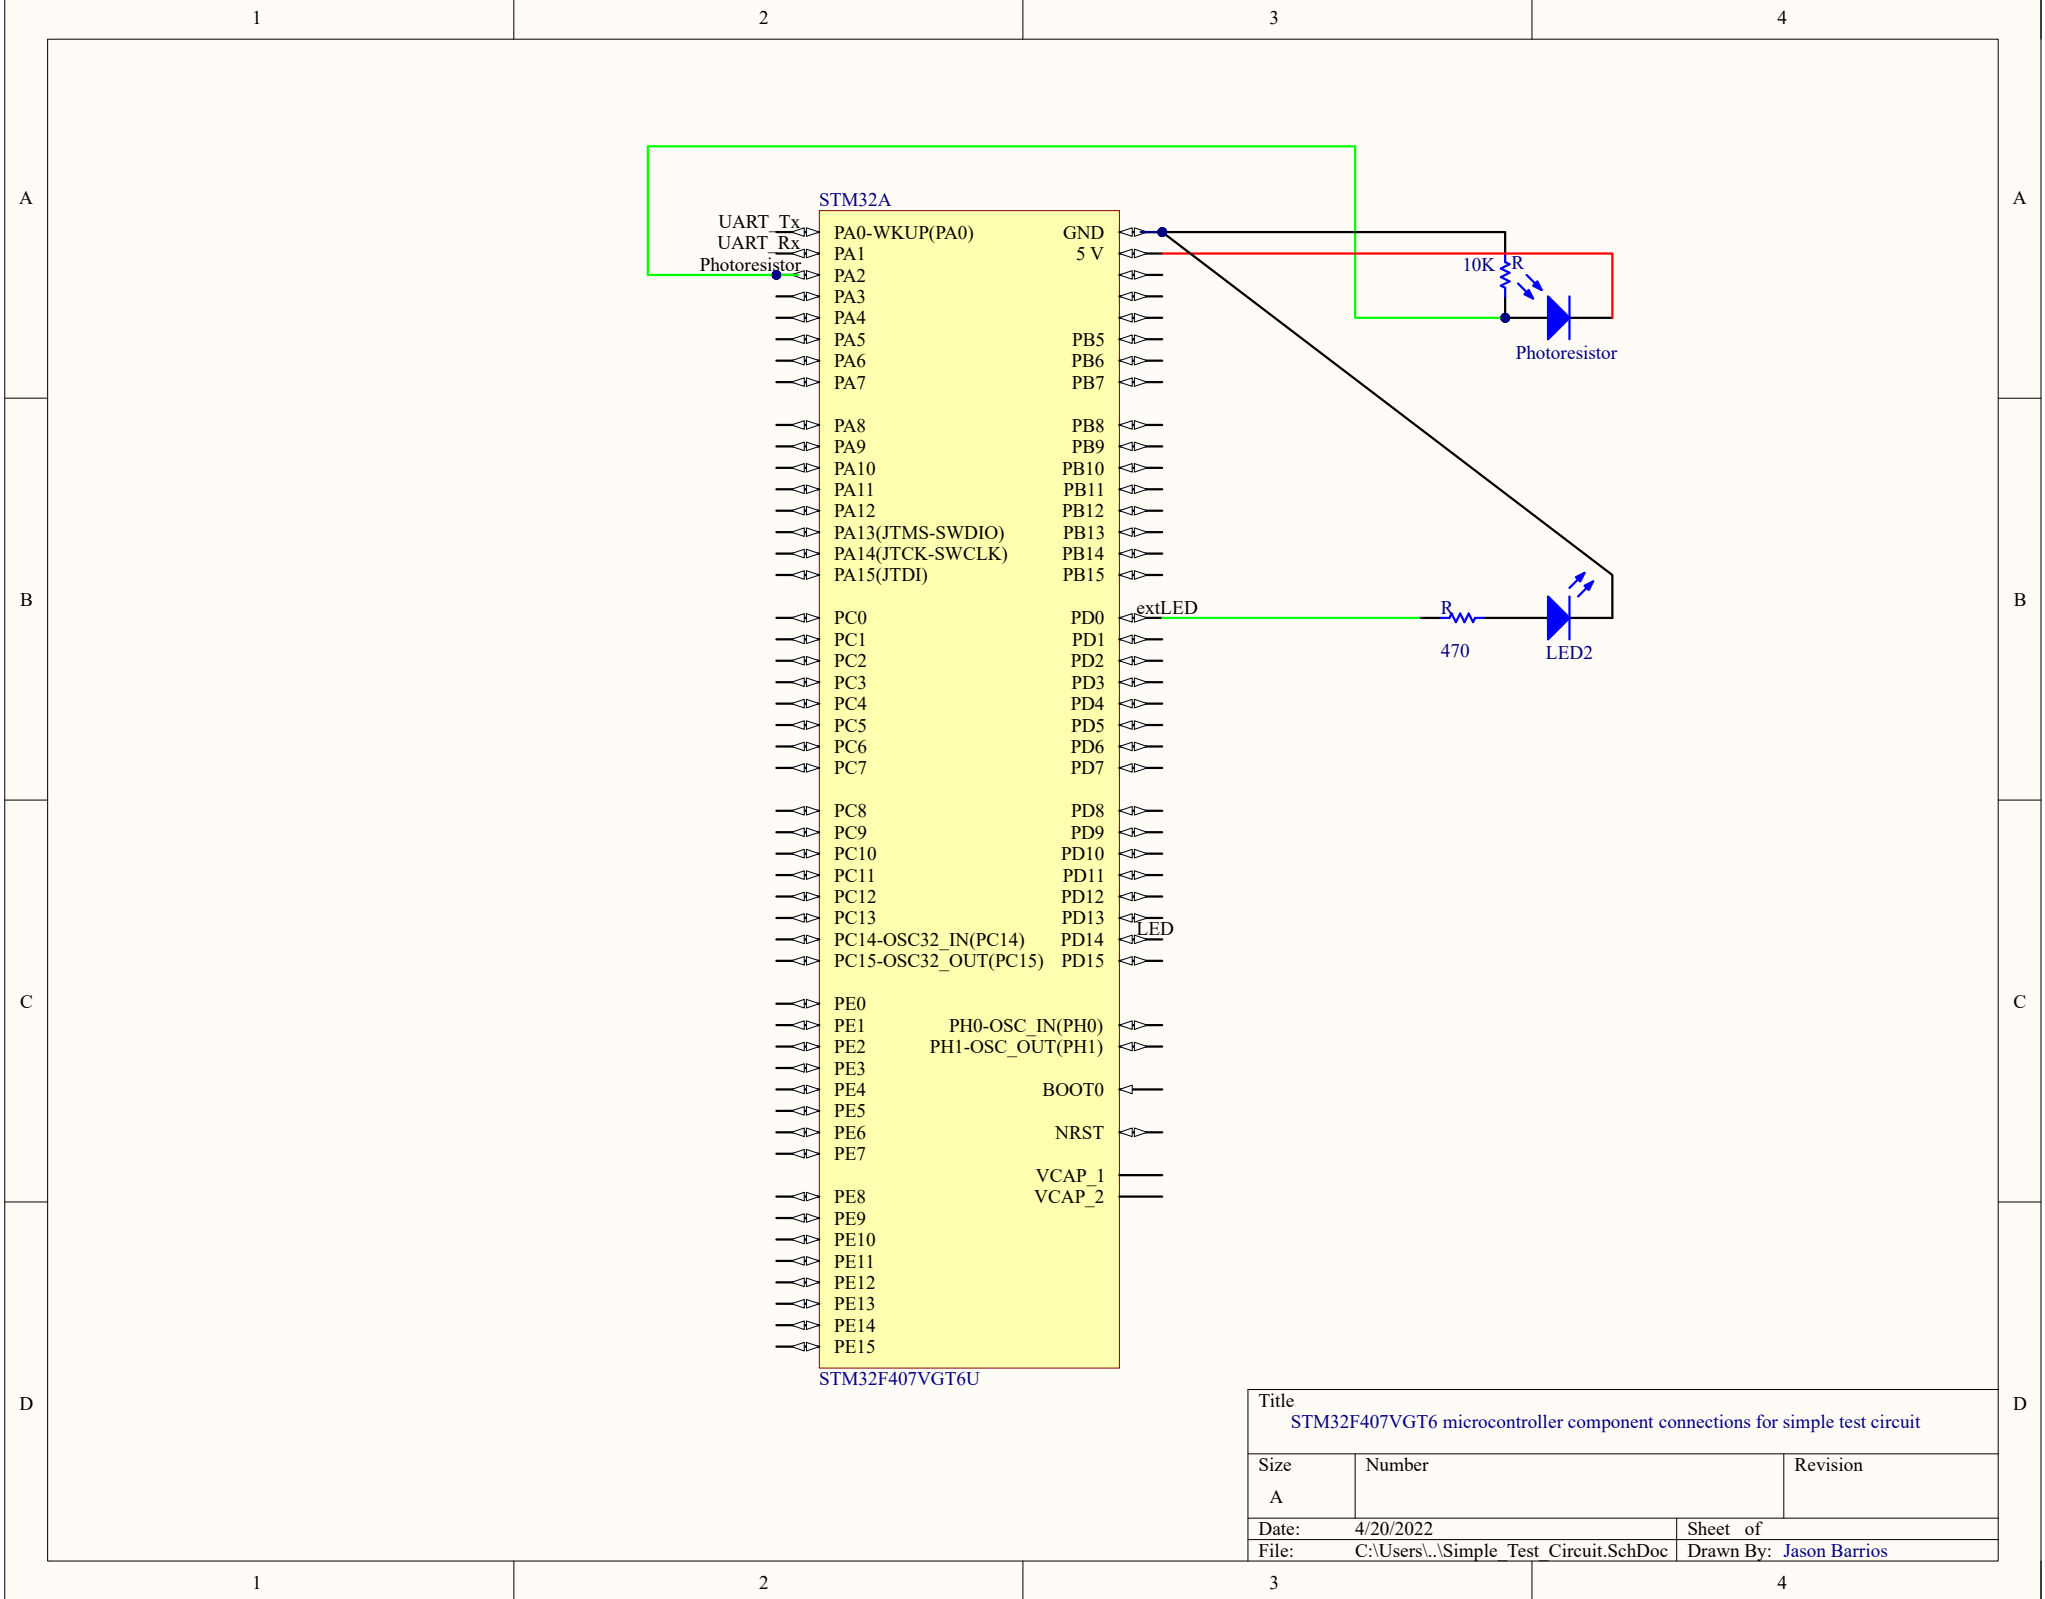 1 2 3 4
A A
STM32A
UART_Tx
PA0-WKUP(PA0) GND
UART_Rx
PA1 5 V
Photoresistor
PA2
10K R
PA3
PA4
PA5 PB5
Photoresistor
PA6 PB6
PA7 PB7
PA8 PB8
PA9 PB9
PA10 PB10
PA11 PB11
PA12 PB12
PA13(JTMS-SWDIO) PB13
PA14(JTCK-SWCLK) PB14
PA15(JTDI) PB15
B B
extLED R
PC0 PD0
PC1 PD1
470 LED2
PC2 PD2
PC3 PD3
PC4 PD4
PC5 PD5
PC6 PD6
PC7 PD7
PC8 PD8
PC9 PD9
PC10 PD10
PC11 PD11
PC12 PD12
PC13 PD13
LED
PC14-OSC32_IN(PC14) PD14
PC15-OSC32_OUT(PC15) PD15
C C
PE0
PE1 PH0-OSC_IN(PH0)
PE2 PH1-OSC_OUT(PH1)
PE3
PE4 BOOT0
PE5
PE6 NRST
PE7
VCAP_1
PE8 VCAP_2
PE9
PE10
PE11
PE12
PE13
PE14
PE15
STM32F407VGT6U
D D
Title
STM32F407VGT6 microcontroller component connections for simple test circuit
Size Number Revision
A
Date: 4/20/2022 Sheet of
File: C:\Users\..\Simple_Test_Circuit.SchDoc Drawn By: Jason Barrios
1 2 3 4